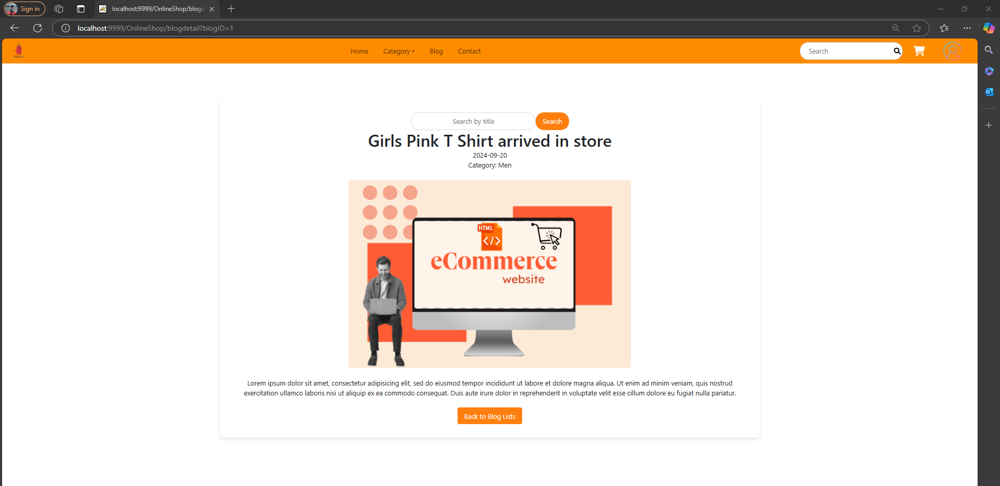 Sign in
localhost:9999/OnlineShop/blogd
localhost:9999/OnlineShop/blogdetail?blogID=1
Home Category Blog Contact Search
Search by title Search
Girls Pink T Shirt arrived in store
2024-09-20
Category: Men
HTML
</>
eCommerce
website
Lorem ipsum dolor sit amet, consectetur adipisicing elit, sed do eiusmod tempor incididunt ut labore et dolore magna aliqua. Ut enim ad minim veniam, quis nostrud
exercitation ullamco laboris nisi ut aliquip ex ea commodo consequat. Duis aute irure dolor in reprehenderit in voluptate velit esse cillum dolore eu fugiat nulla pariatur.
Back to Blog Lists